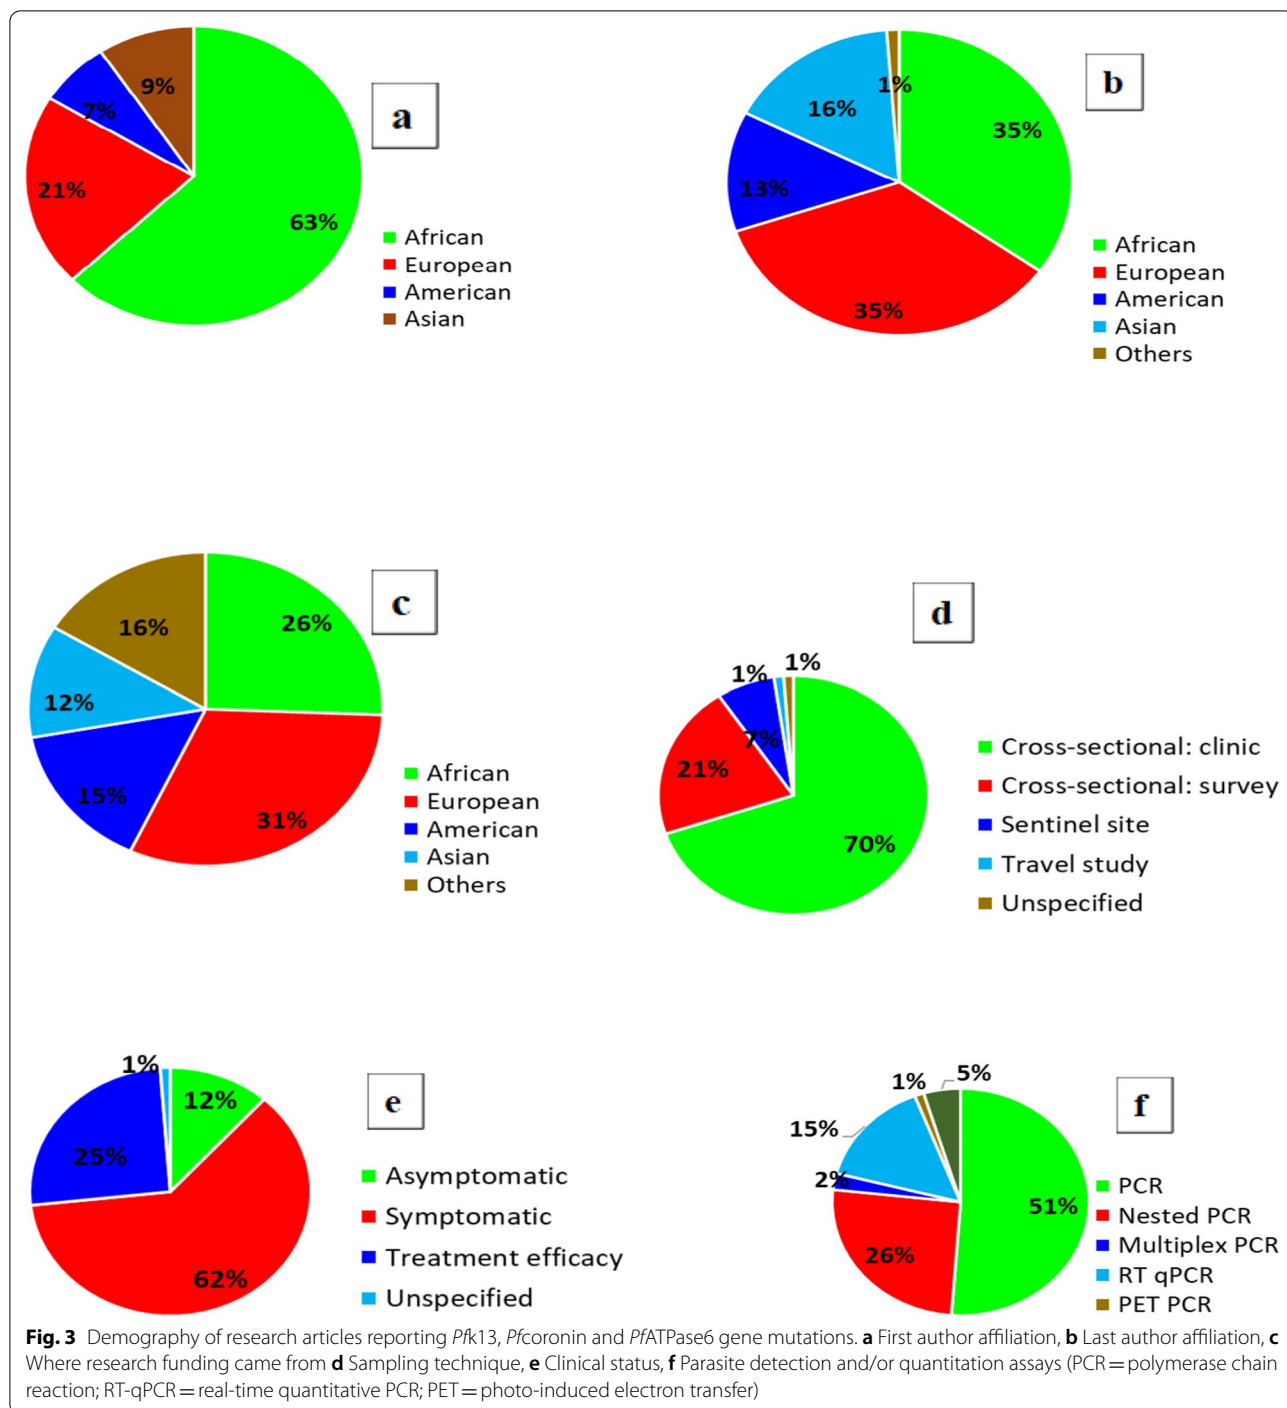 9%
7%
21%
63%
a
African
European
American
Asian
1%
16%
35%
13%
35%
b
African
European
American
Asian
Others
16%
26%
12%
15%
31%
c
African
European
American
Asian
Others
1%
1%
7%
21%
70%
d
Cross-sectional: clinic
Cross-sectional: survey
Sentinel site
Travel study
Unspecified
1%
12%
25%
62%
e
Asymptomatic
Symptomatic
Treatment efficacy
Unspecified
1%
5%
15%
2%
26%
51%
f
PCR
Nested PCR
Multiplex PCR
RT qPCR
PET PCR
Fig. 3 Demography of research articles reporting Pfk13, Pfcoronin and PfATPase6 gene mutations. a First author affiliation, b Last author affiliation, c
Where research funding came from d Sampling technique, e Clinical status, f Parasite detection and/or quantitation assays (PCR = polymerase chain
reaction; RT-qPCR = real-time quantitative PCR; PET = photo-induced electron transfer)